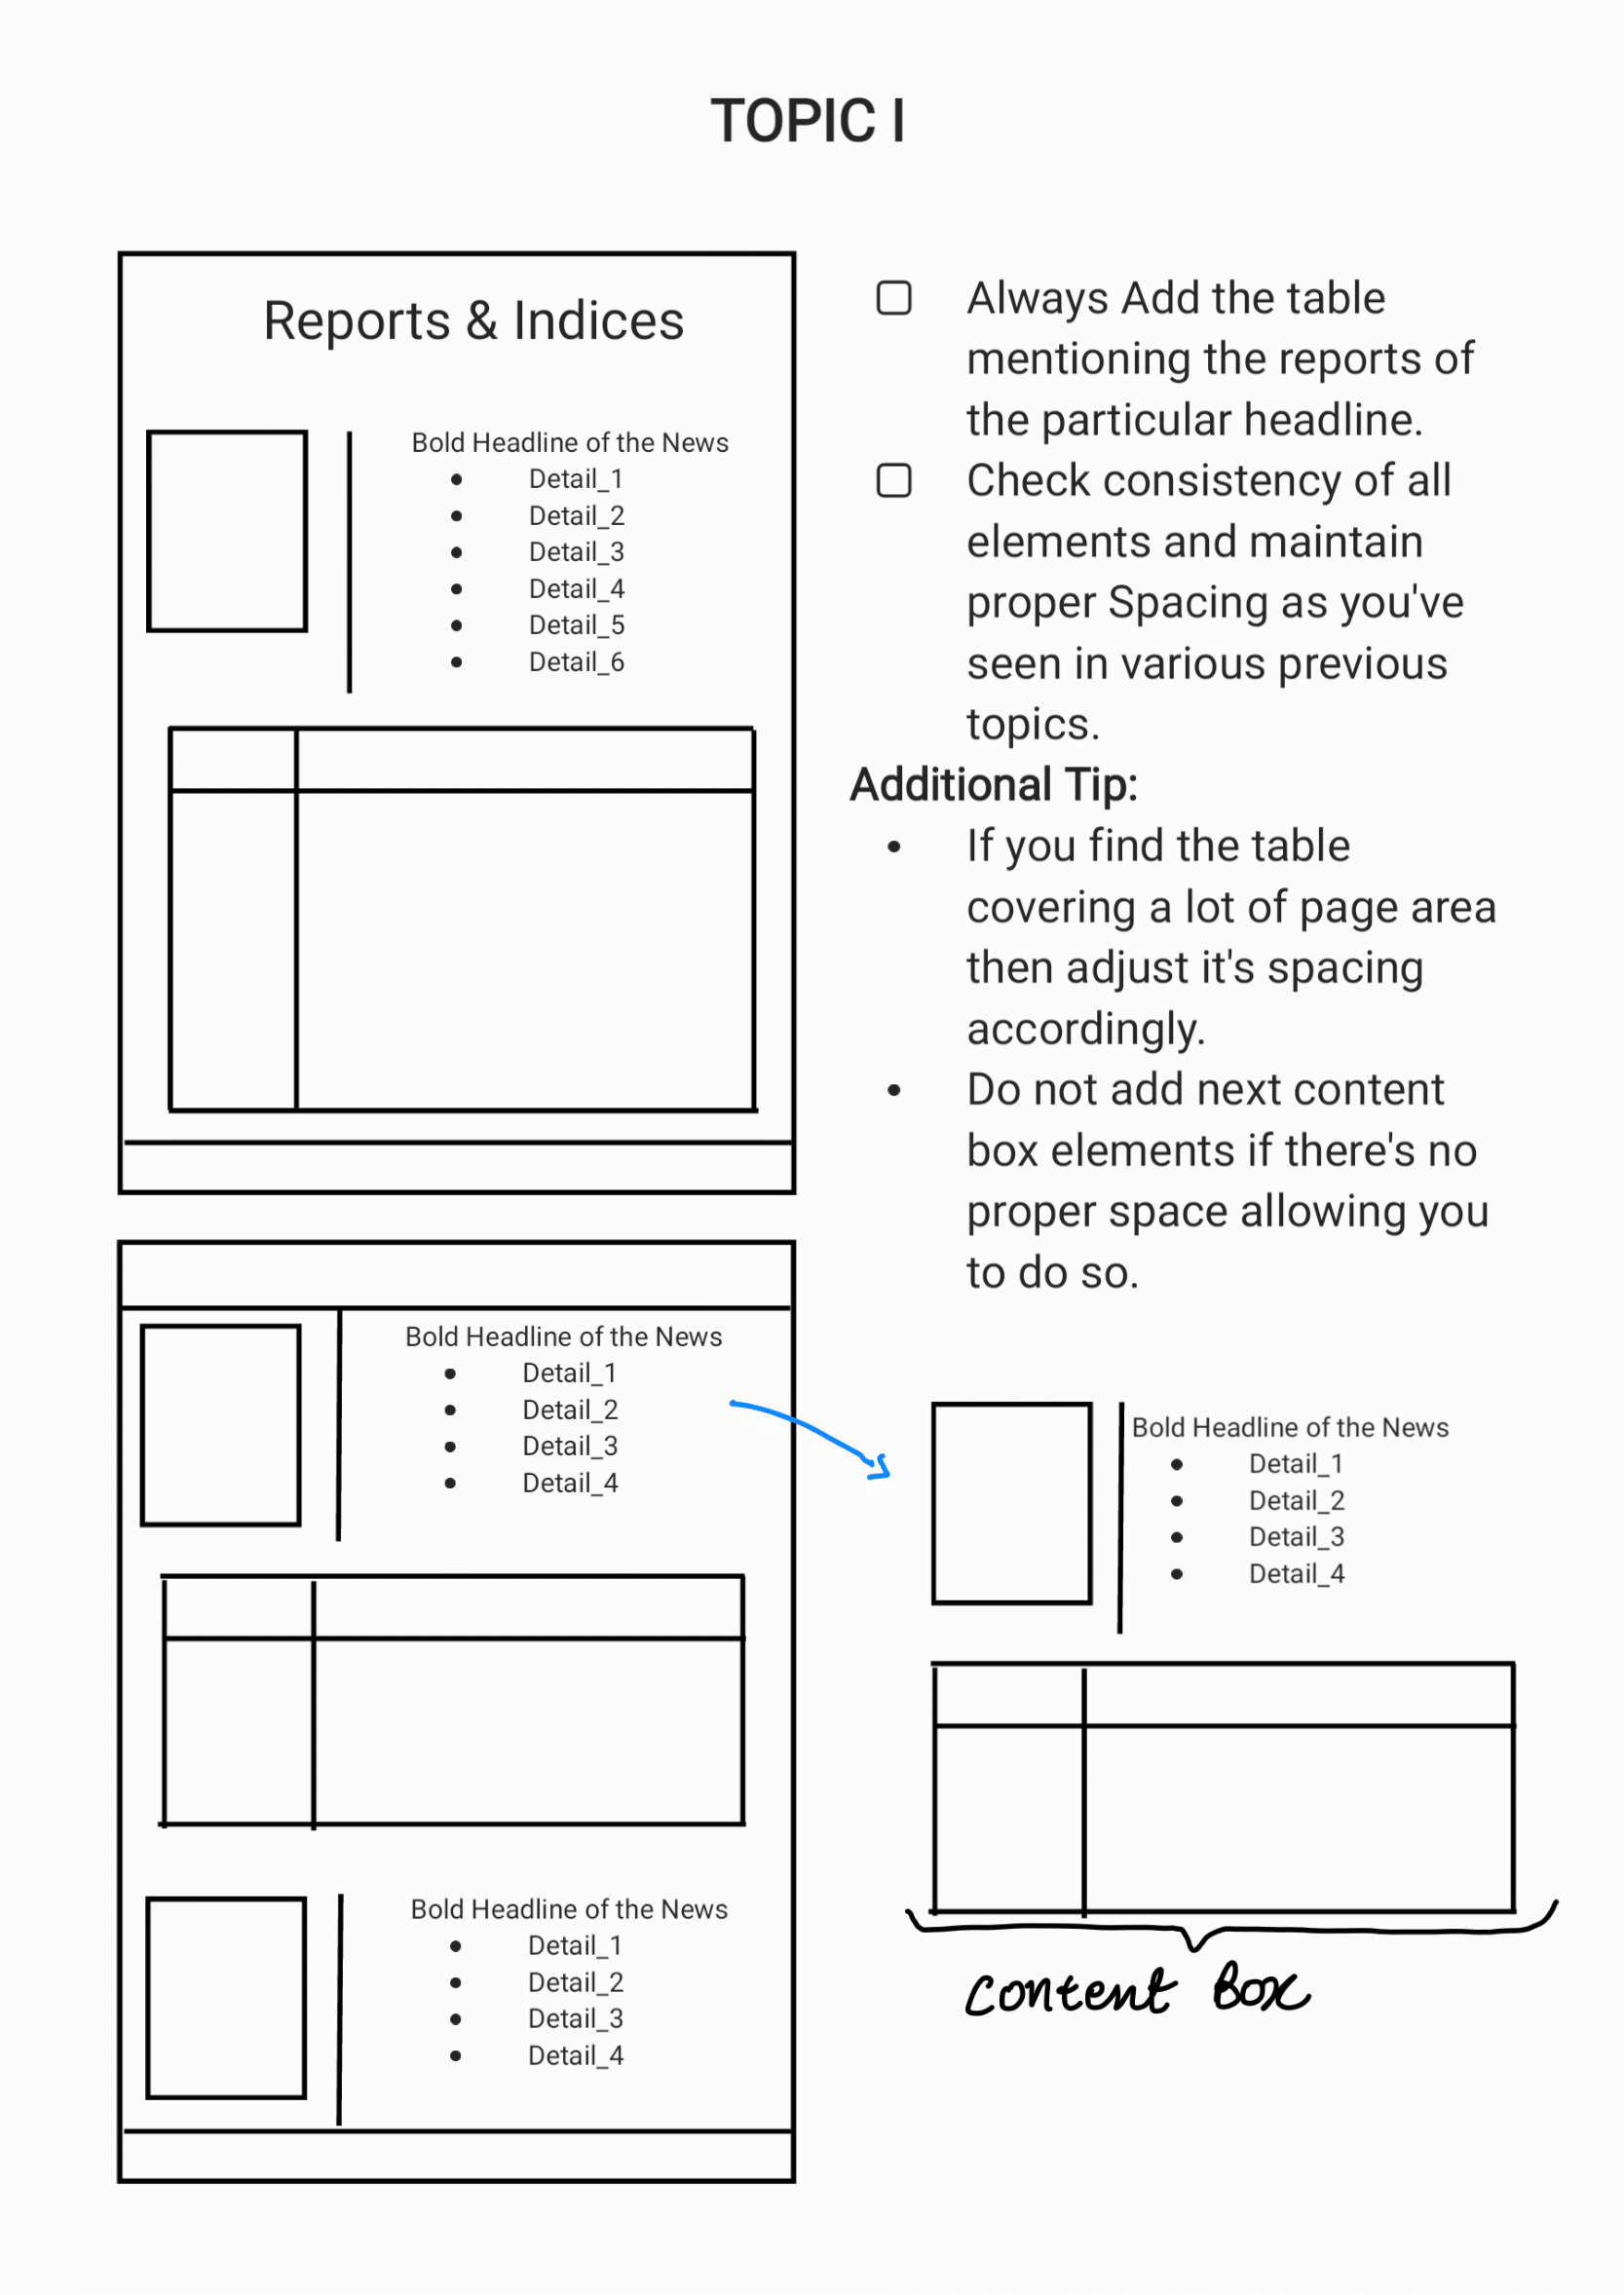 TOPIC I
Reports & Indices
Bold Headline of the News
• Detail_1
• Detail_2
• Detail_3
• Detail_4
• Detail_5
• Detail_6
Always Add the table
mentioning the reports of
the particular headline.
Check consistency of all
elements and maintain
proper Spacing as you've
seen in various previous
topics.
Additional Tip:
• If you find the table
covering a lot of page area
then adjust it's spacing
accordingly.
• Do not add next content
box elements if there's no
proper space allowing you
to do so.
Bold Headline of the News
• Detail_1
• Detail_2
• Detail_3
• Detail_4
Bold Headline of the News
• Detail_1
• Detail_2
• Detail_3
• Detail_4
Bold Headline of the News
• Detail_1
• Detail_2
• Detail_3
• Detail_4
content Box